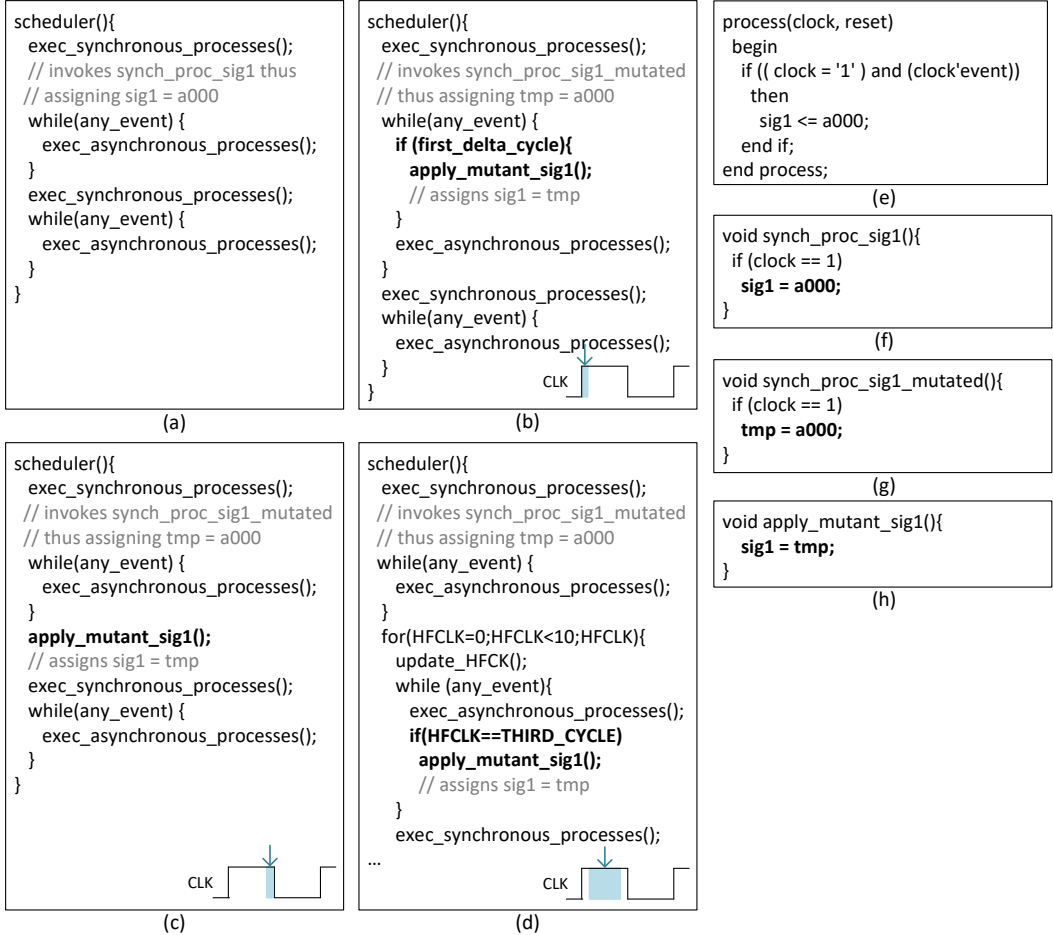 scheduler(){
exec_synchronous_processes();
// invokes synch_proc_sig1 thus
// assigning sig1 = a000
while(any_event) {
exec_asynchronous_processes();
}
exec_synchronous_processes();
while(any_event) {
exec_asynchronous_processes();
}
}
(a)
scheduler(){
exec_synchronous_processes();
// invokes synch_proc_sig1_mutated
// thus assigning tmp = a000
while(any_event) {
if (first_delta_cycle){
apply_mutant_sig1();
// assigns sig1 = tmp
}
exec_asynchronous_processes();
}
exec_synchronous_processes();
while(any_event) {
exec_asynchronous_processes();
}
}
CLK
(b)
scheduler(){
exec_synchronous_processes();
// invokes synch_proc_sig1_mutated
// thus assigning tmp = a000
while(any_event) {
exec_asynchronous_processes();
}
apply_mutant_sig1();
// assigns sig1 = tmp
exec_synchronous_processes();
while(any_event) {
exec_asynchronous_processes();
}
}
CLK
(c)
scheduler(){
exec_synchronous_processes();
// invokes synch_proc_sig1_mutated
// thus assigning tmp = a000
while(any_event) {
exec_asynchronous_processes();
}
for(HFCLK=0;HFCLK<10;HFCLK){
update_HFCK();
while (any_event){
exec_asynchronous_processes();
if(HFCLK==THIRD_CYCLE)
apply_mutant_sig1();
// assigns sig1 = tmp
}
exec_synchronous_processes();
...
CLK
(d)
process(clock, reset)
begin
if (( clock = '1' ) and (clock'event))
then
sig1 <= a000;
end if;
end process;
(e)
void synch_proc_sig1(){
if (clock == 1)
sig1 = a000;
}
(f)
void synch_proc_sig1_mutated(){
if (clock == 1)
tmp = a000;
}
(g)
void apply_mutant_sig1(){
sig1 = tmp;
}
(h)